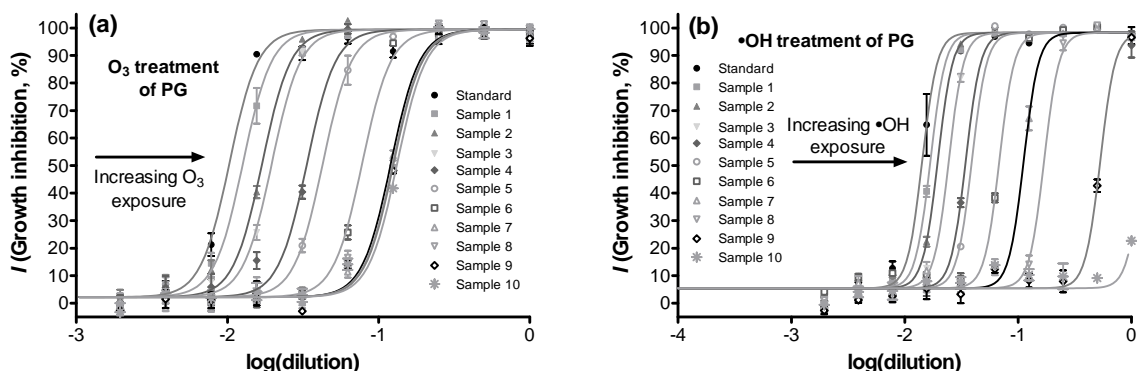 (a)
O3 treatment
of PG
Increasing O3
exposure
I (Growth inhibition, %)
100
90
80
70
60
50
40
30
20
10
0
Standard
Sample 1
Sample 2
Sample 3
Sample 4
Sample 5
Sample 6
Sample 7
Sample 8
Sample 9
Sample 10
-3
-2
-1
0
log(dilution)
(b)
•OH treatment of PG
Increasing •OH
exposure
I (Growth inhibition, %)
100
90
80
70
60
50
40
30
20
10
0
Standard
Sample 1
Sample 2
Sample 3
Sample 4
Sample 5
Sample 6
Sample 7
Sample 8
Sample 9
Sample 10
-4
-3
-2
-1
0
log(dilution)